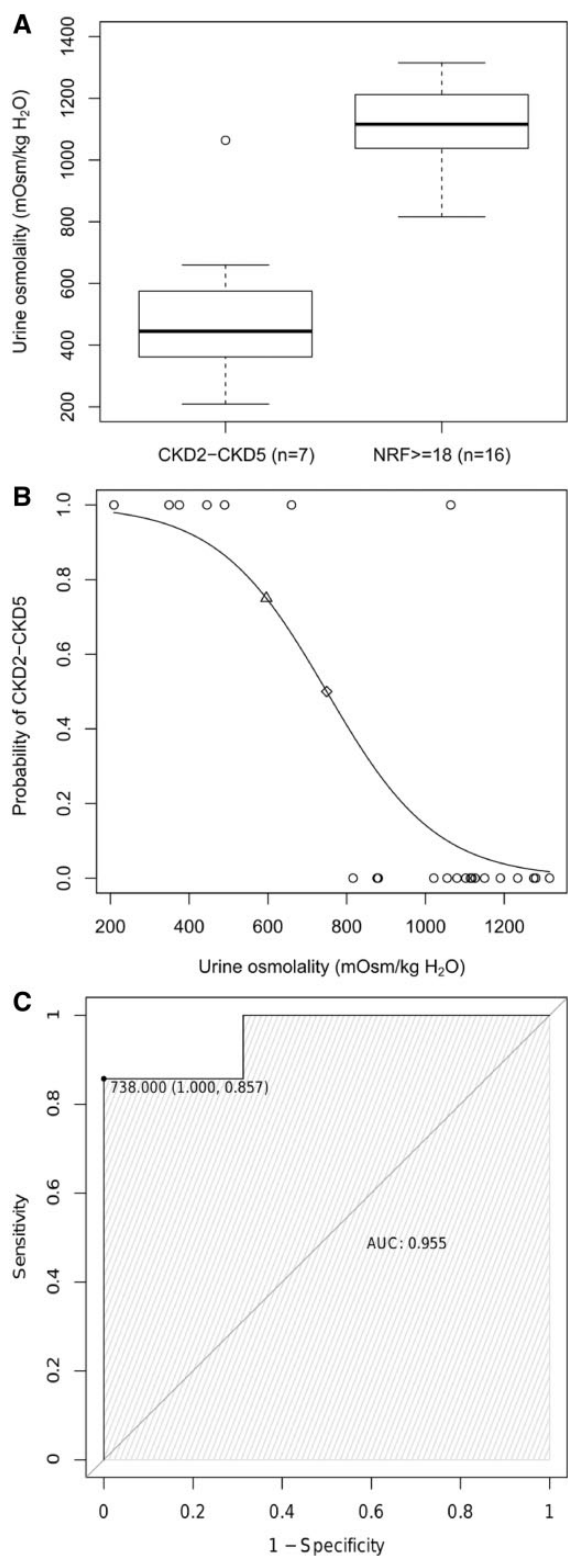 A
Urine osmolality (mOsm/kg H₂O)
1400
1200
1000
800
600
400
200
CKD2−CKD5 (n=7)
NRF>=18 (n=16)
B
Probability of CKD2−CKD5
1.0
0.8
0.6
0.4
0.2
0.0
200 400 600 800 1000 1200
Urine osmolality (mOsm/kg H₂O)
C
Sensitivity
1
0.8
0.6
0.4
0.2
0
738.000 (1.000, 0.857)
AUC: 0.955
0 0.2 0.4 0.6 0.8 1
1 − Specificity